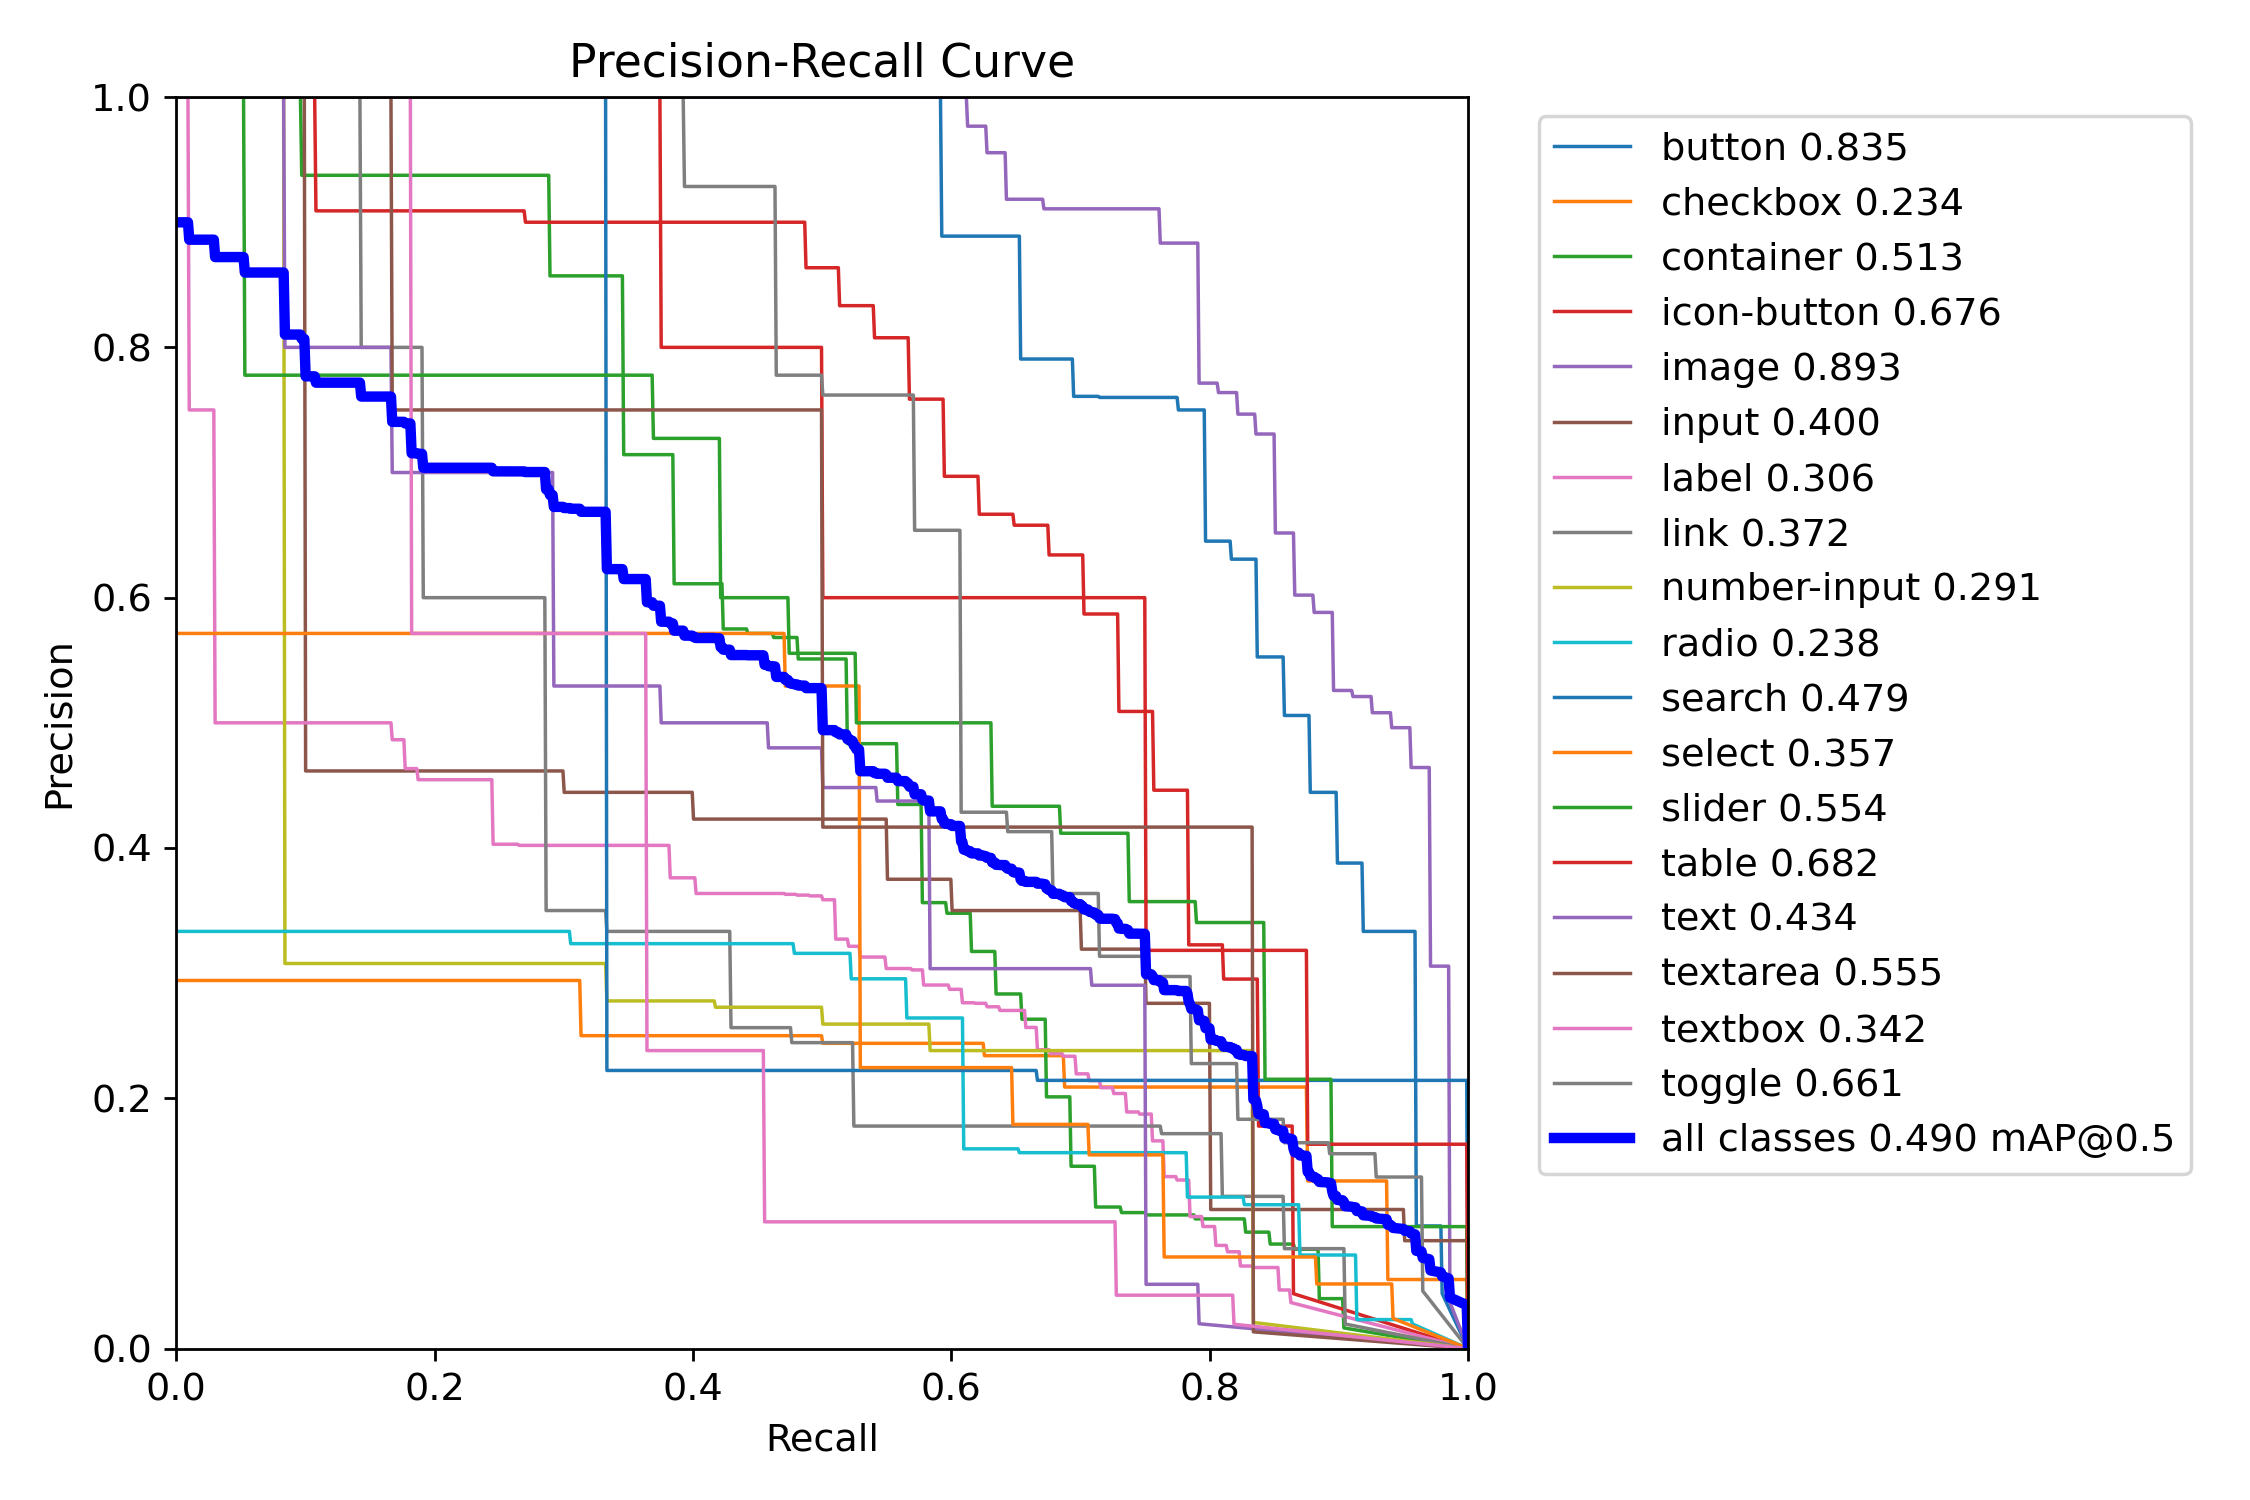 Precision-Recall Curve
1.0
0.8
0.6
0.4
0.2
0.0
Precision
0.0 0.2 0.4 0.6 0.8 1.0
Recall
button 0.835
checkbox 0.234
container 0.513
icon-button 0.676
image 0.893
input 0.400
label 0.306
link 0.372
number-input 0.291
radio 0.238
search 0.479
select 0.357
slider 0.554
table 0.682
text 0.434
textarea 0.555
textbox 0.342
toggle 0.661
all classes 0.490 mAP@0.5